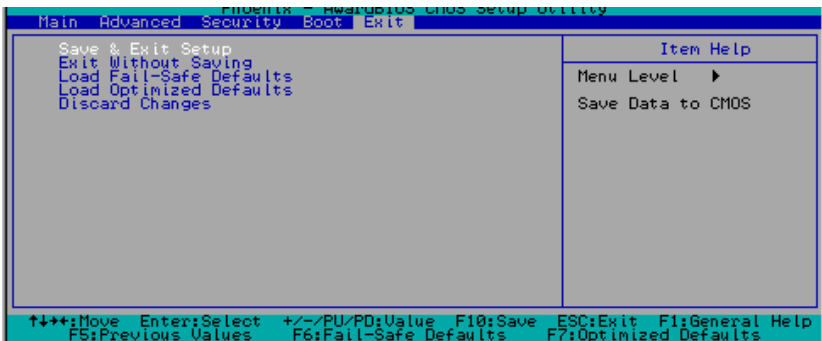 Phoenix - AwardBIOS CMOS Setup Utility
Main Advanced Security Boot Exit
Save & Exit Setup
Exit Without Saving
Load Fail-Safe Defaults
Load Optimized Defaults
Discard Changes
Item Help
Menu Level ▶
Save Data to CMOS
↑↓→←:Move Enter:Select +/-/PU/PD:Value F10:Save ESC:Exit F1:General Help
F5:Previous Values F6:Fail-Safe Defaults F7:Optimized Defaults